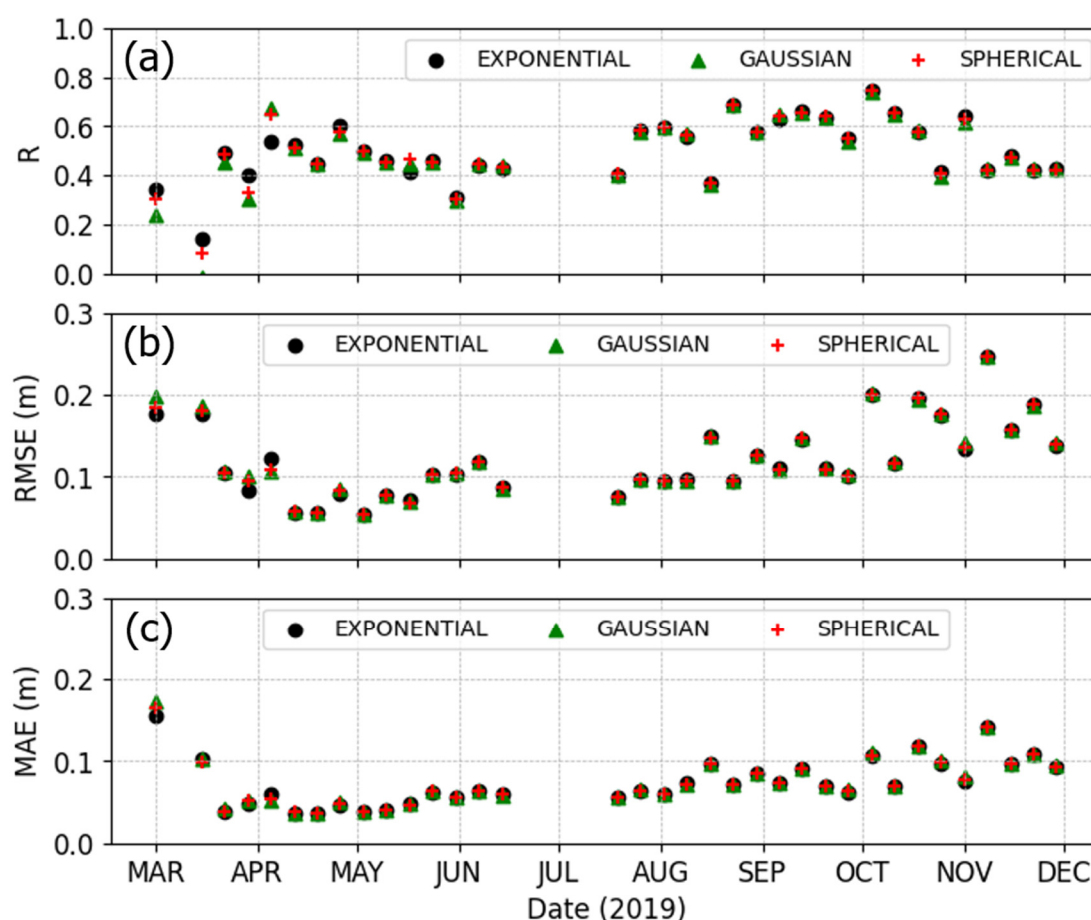 (a)
EXPONENTIAL GAUSSIAN SPHERICAL
1.0
0.8
0.6
0.4
0.2
0.0
R
(b)
EXPONENTIAL GAUSSIAN SPHERICAL
0.3
0.2
0.1
0.0
RMSE (m)
(c)
EXPONENTIAL GAUSSIAN SPHERICAL
0.3
0.2
0.1
0.0
MAE (m)
MAR APR MAY JUN JUL AUG SEP OCT NOV DEC
Date (2019)